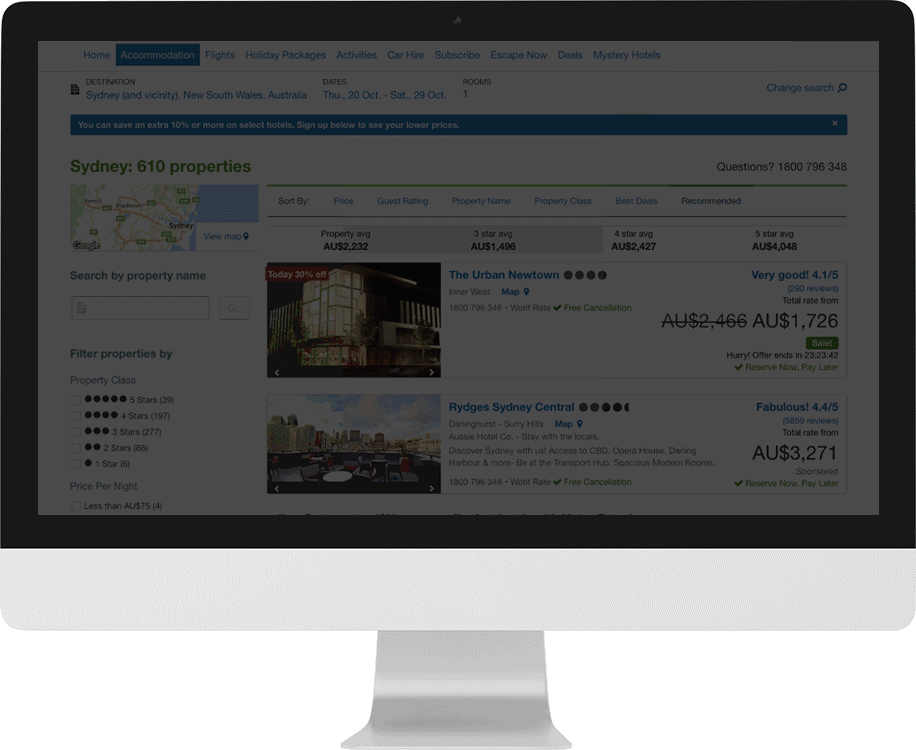 Home Accommodation Flights Holiday Packages Activities Car Hire Subscribe Escape Now Deals Mystery Hotels
DESTINATION DATES ROOMS
Sydney (and vicinity), New South Wales, Australia Thu., 20 Oct. - Sat., 29 Oct. 1
Change search
You can save an extra 10% or more on select hotels. Sign up below to see your lower prices. ×
Sydney: 610 properties
Questions? 1800 796 348
Sydney
Google
View map
Sort By: Price Guest Rating Property Name Property Class Best Deals Recommended
Property avg 3 star avg 4 star avg 5 star avg
AU$2,232 AU$1,496 AU$2,427 AU$4,048
Search by property name
Go
Filter properties by
Property Class
5 Stars (39)
4 Stars (197)
3 Stars (277)
2 Stars (86)
1 Star (6)
Price Per Night
Less than AU$75 (4)
Today 30% off
The Urban Newtown
Inner West Map
1800 796 348 • Wotif Rate Free Cancellation
Very good! 4.1/5
(290 reviews)
Total rate from
AU$2,466 AU$1,726
Sale!
Hurry! Offer ends in 23:23:42
Reserve Now, Pay Later
Rydges Sydney Central
Darlinghurst - Surry Hills Map
Aussie Hotel Co. - Stay with the locals.
Discover Sydney with us! Access to CBD, Opera House, Darling
Harbour & more- Be at the Transport Hub. Spacious Modern Rooms..
1800 796 348 • Wotif Rate Free Cancellation
Fabulous! 4.4/5
(5859 reviews)
Total rate from
AU$3,271
Sponsored
Reserve Now, Pay Later